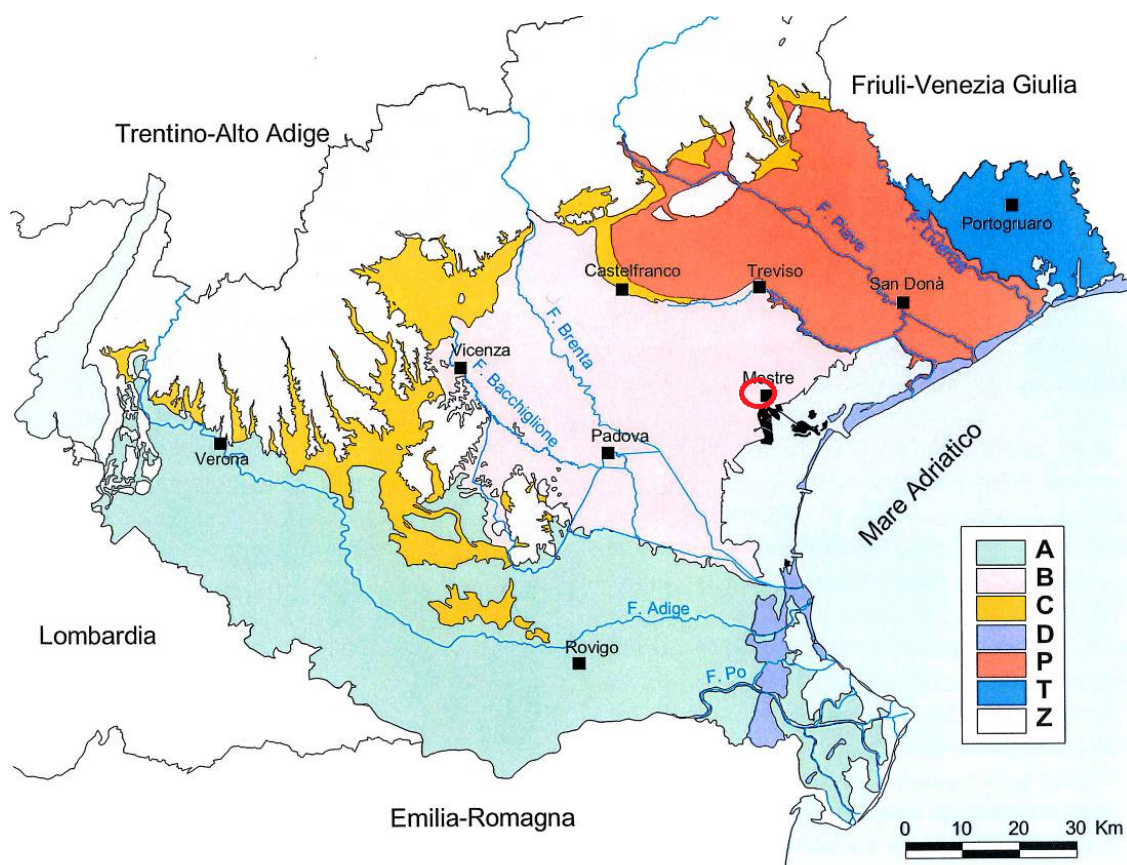 Friuli-Venezia Giulia
Trentino-Alto Adige
Portogruaro
F. Piave
F. Livenza
Castelfranco
Treviso
San Donà
F. Brenta
Vicenza
F. Bacchiglione
Mestre
Padova
Verona
Mare Adriatico
A
B
C
D
P
T
Z
F. Adige
Lombardia
Rovigo
F. Po
Emilia-Romagna
0 10 20 30 Km